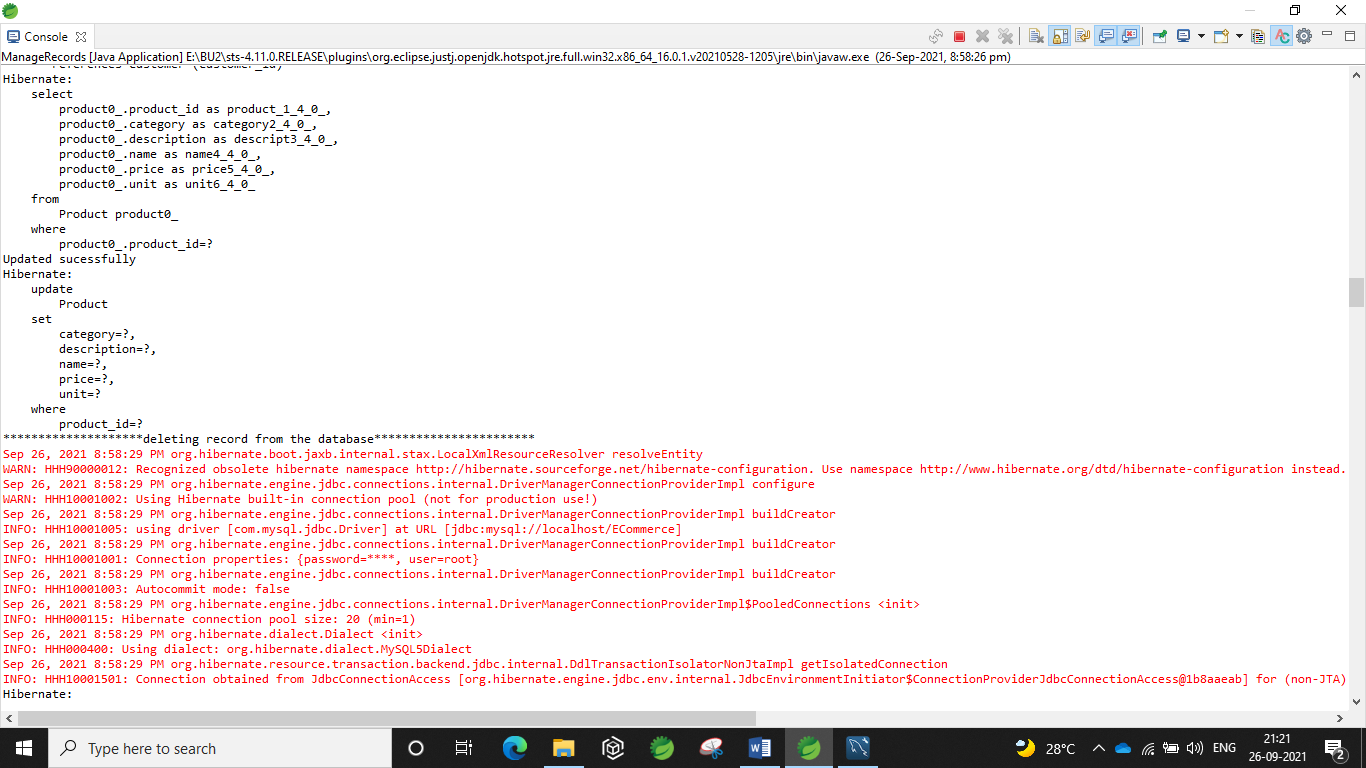 Console
ManageRecords [Java Application] E:\BU2\sts-4.11.0.RELEASE\plugins\org.eclipse.justj.openjdk.hotspot.jre.full.win32.x86_64_16.0.1.v20210528-1205\jre\bin\javaw.exe (26-Sep-2021, 8:58:26 pm)
references Customer (Customer_id)
Hibernate:
select
product0_.product_id as product_1_4_0_,
product0_.category as category2_4_0_,
product0_.description as descript3_4_0_,
product0_.name as name4_4_0_,
product0_.price as price5_4_0_,
product0_.unit as unit6_4_0_
from
Product product0_
where
product0_.product_id=?
Updated sucessfully
Hibernate:
update
Product
set
category=?,
description=?,
name=?,
price=?,
unit=?
where
product_id=?
********************deleting record from the database***********************
Sep 26, 2021 8:58:29 PM org.hibernate.boot.jaxb.internal.stax.LocalXmlResourceResolver resolveEntity
WARN: HHH90000012: Recognized obsolete hibernate namespace http://hibernate.sourceforge.net/hibernate-configuration. Use namespace http://www.hibernate.org/dtd/hibernate-configuration instead.
Sep 26, 2021 8:58:29 PM org.hibernate.engine.jdbc.connections.internal.DriverManagerConnectionProviderImpl configure
WARN: HHH10001002: Using Hibernate built-in connection pool (not for production use!)
Sep 26, 2021 8:58:29 PM org.hibernate.engine.jdbc.connections.internal.DriverManagerConnectionProviderImpl buildCreator
INFO: HHH10001005: using driver [com.mysql.jdbc.Driver] at URL [jdbc:mysql://localhost/ECommerce]
Sep 26, 2021 8:58:29 PM org.hibernate.engine.jdbc.connections.internal.DriverManagerConnectionProviderImpl buildCreator
INFO: HHH10001001: Connection properties: {password=****, user=root}
Sep 26, 2021 8:58:29 PM org.hibernate.engine.jdbc.connections.internal.DriverManagerConnectionProviderImpl buildCreator
INFO: HHH10001003: Autocommit mode: false
Sep 26, 2021 8:58:29 PM org.hibernate.engine.jdbc.connections.internal.DriverManagerConnectionProviderImpl$PooledConnections <init>
INFO: HHH000115: Hibernate connection pool size: 20 (min=1)
Sep 26, 2021 8:58:29 PM org.hibernate.dialect.Dialect <init>
INFO: HHH000400: Using dialect: org.hibernate.dialect.MySQL5Dialect
Sep 26, 2021 8:58:29 PM org.hibernate.resource.transaction.backend.jdbc.internal.DdlTransactionIsolatorNonJtaImpl getIsolatedConnection
INFO: HHH10001501: Connection obtained from JdbcConnectionAccess [org.hibernate.engine.jdbc.env.internal.JdbcEnvironmentInitiator$ConnectionProviderJdbcConnectionAccess@1b8aaeab] for (non-JTA)
Hibernate:
Type here to search
28°C
ENG
21:21
26-09-2021
2